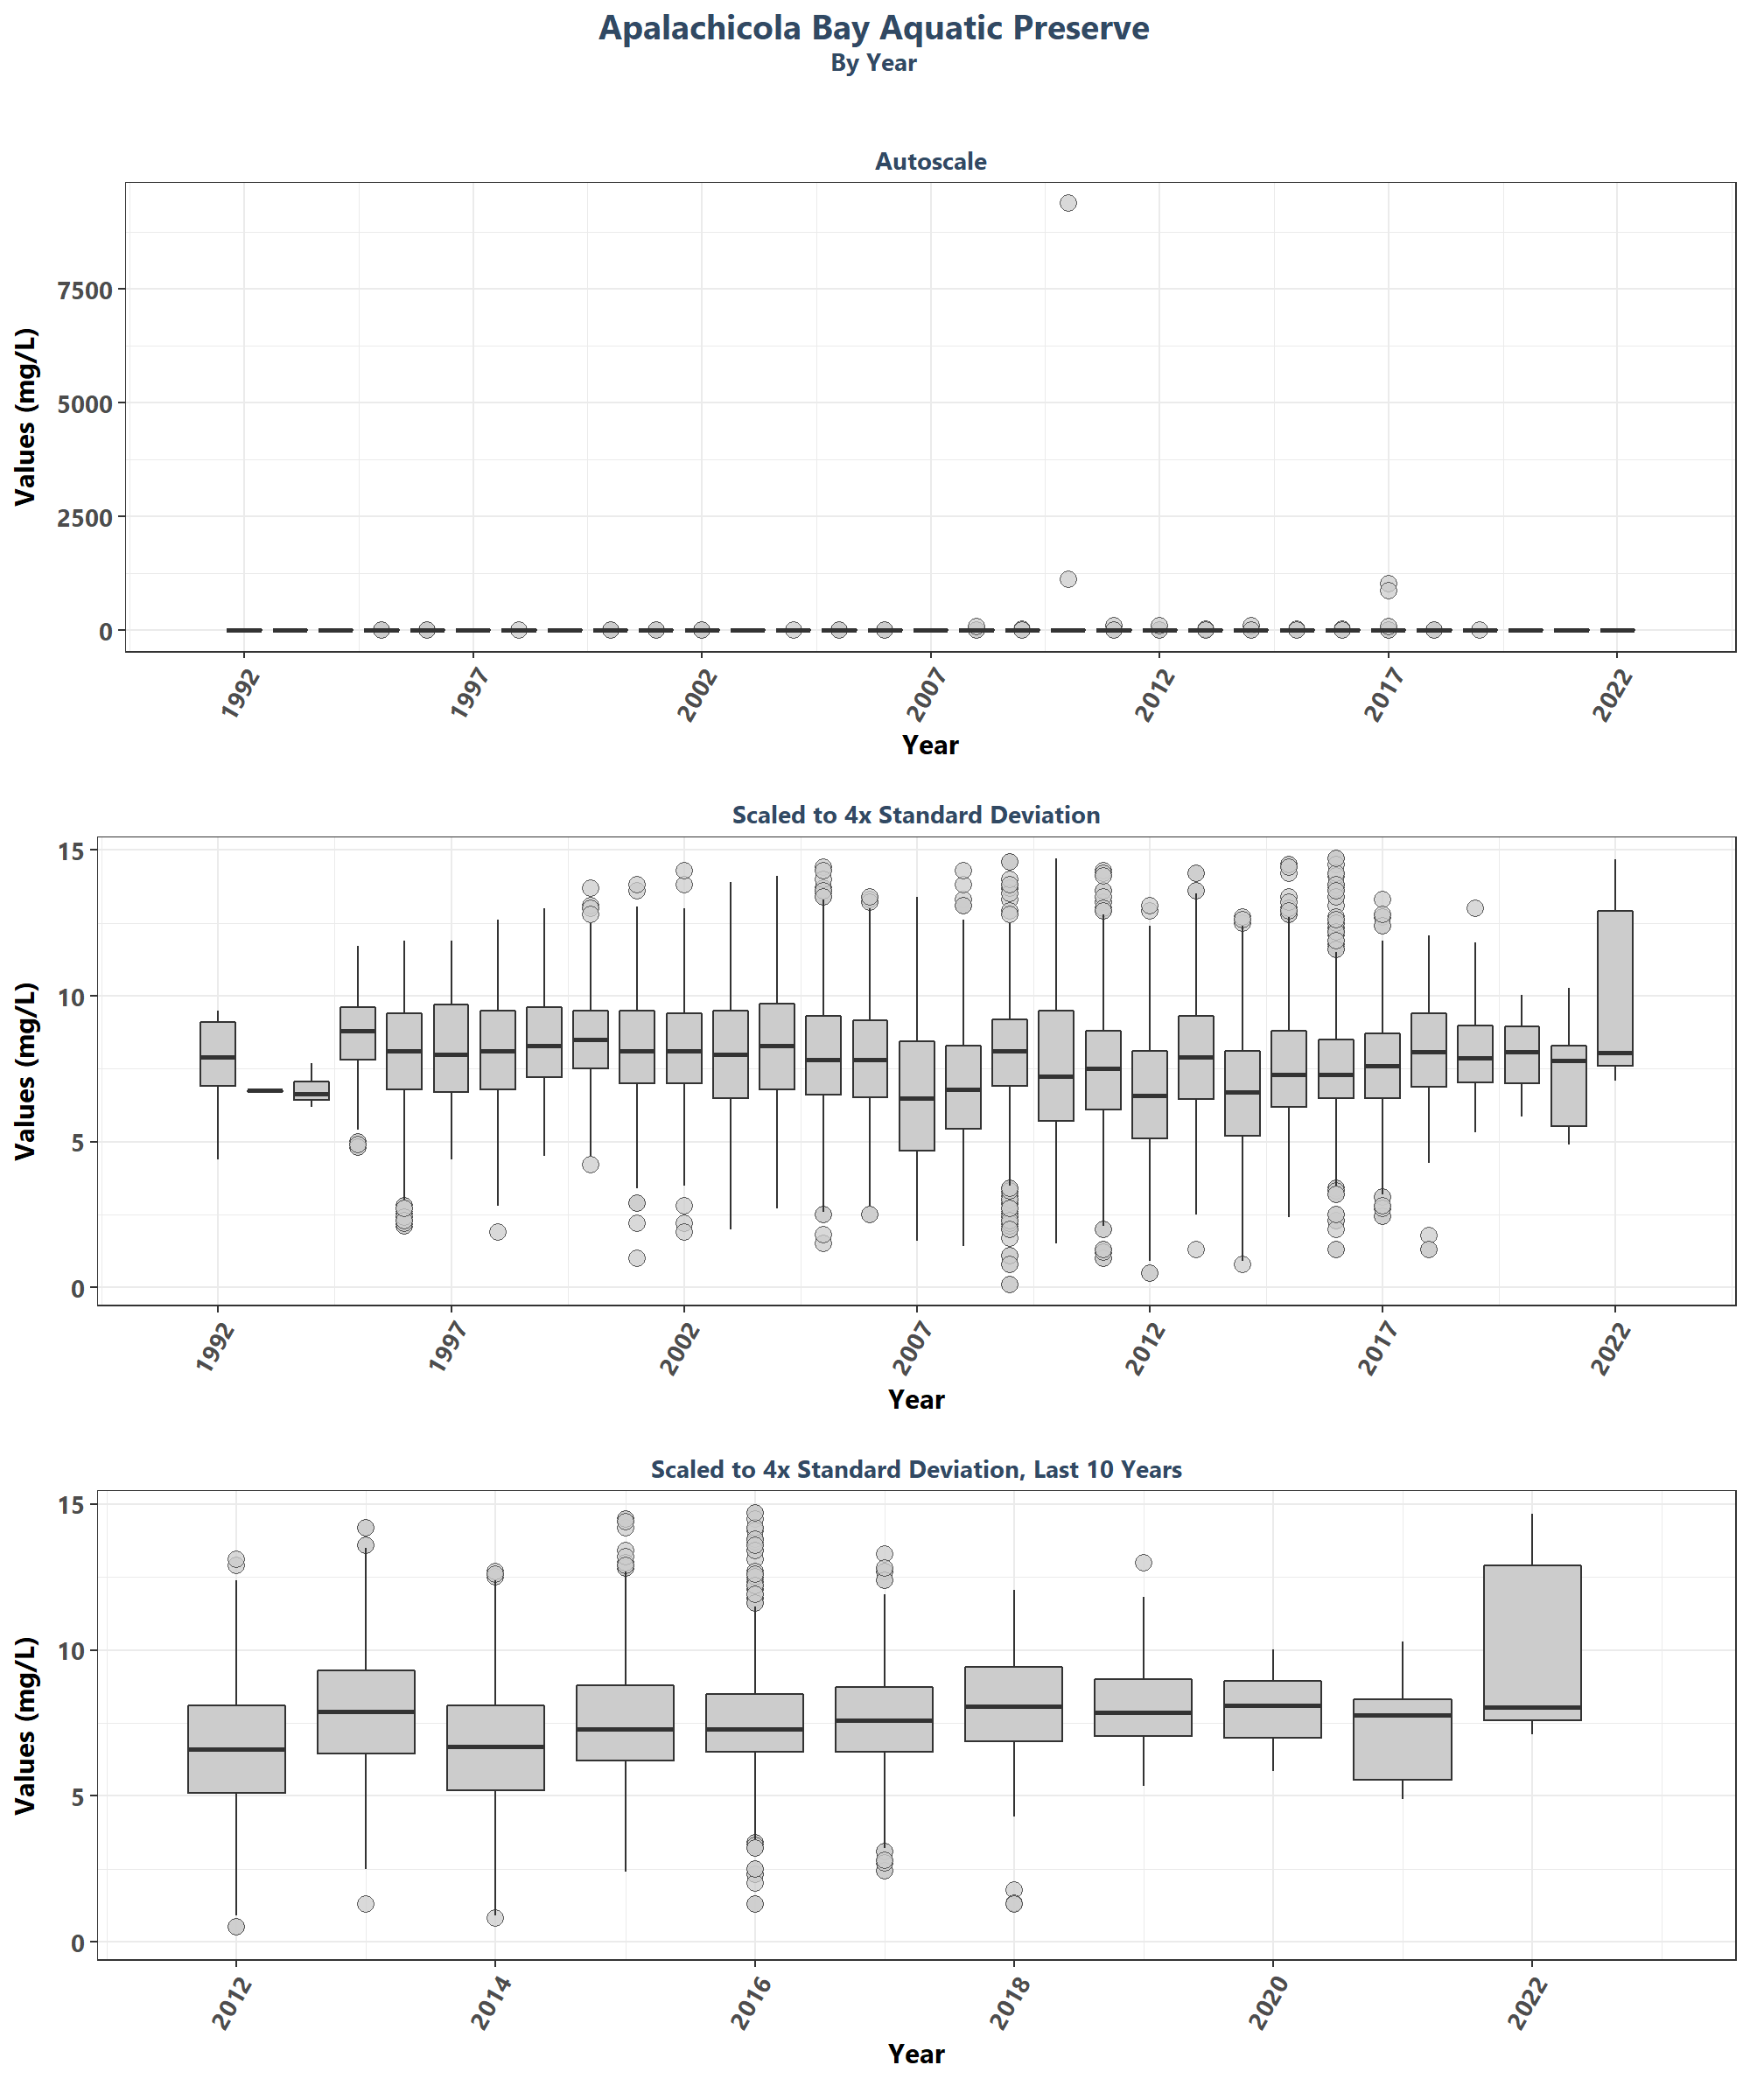 Apalachicola Bay Aquatic Preserve
By Year
Autoscale
Values (mg/L)
7500
5000
2500
0
1992 1997 2002 2007 2012 2017 2022
Year
Scaled to 4x Standard Deviation
Values (mg/L)
15
10
5
0
1992 1997 2002 2007 2012 2017 2022
Year
Scaled to 4x Standard Deviation, Last 10 Years
Values (mg/L)
15
10
5
0
2012 2014 2016 2018 2020 2022
Year